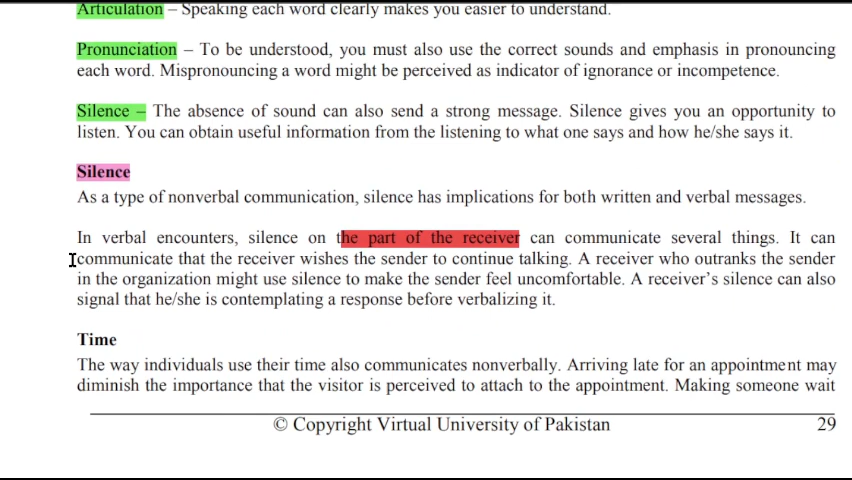 Articulation – Speaking each word clearly makes you easier to understand.
Pronunciation – To be understood, you must also use the correct sounds and emphasis in pronouncing
each word. Mispronouncing a word might be perceived as indicator of ignorance or incompetence.
Silence – The absence of sound can also send a strong message. Silence gives you an opportunity to
listen. You can obtain useful information from the listening to what one says and how he/she says it.
Silence
As a type of nonverbal communication, silence has implications for both written and verbal messages.
In verbal encounters, silence on the part of the receiver can communicate several things. It can
communicate that the receiver wishes the sender to continue talking. A receiver who outranks the sender
in the organization might use silence to make the sender feel uncomfortable. A receiver’s silence can also
signal that he/she is contemplating a response before verbalizing it.
Time
The way individuals use their time also communicates nonverbally. Arriving late for an appointment may
diminish the importance that the visitor is perceived to attach to the appointment. Making someone wait
© Copyright Virtual University of Pakistan 29